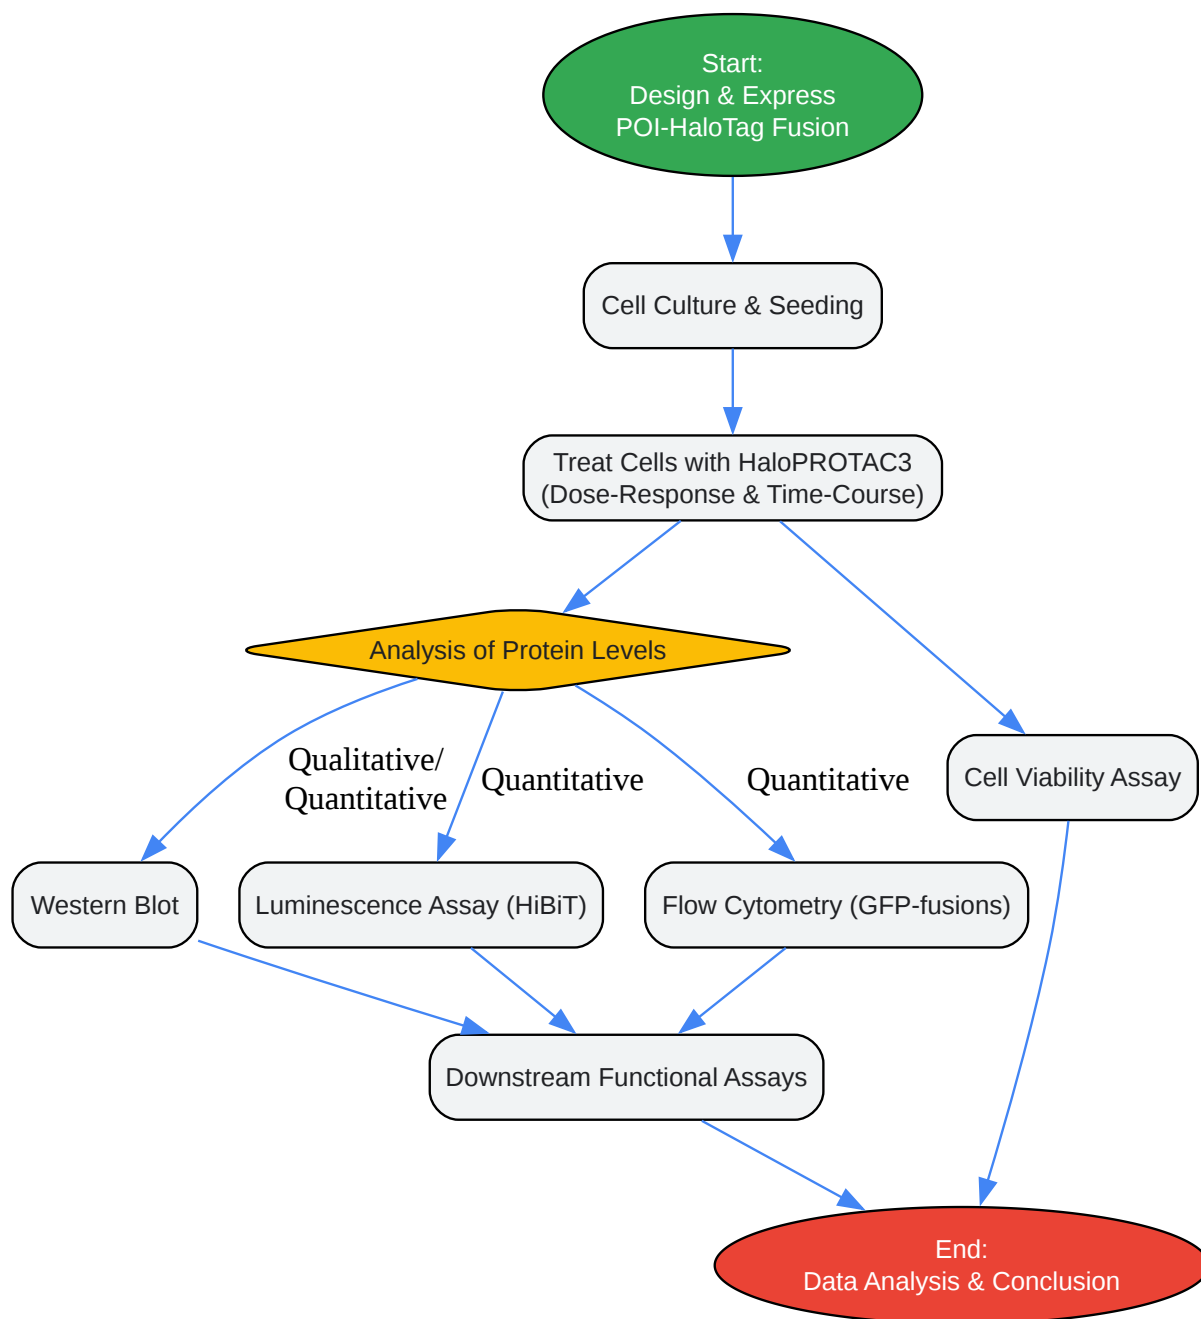 Start:
Design & Express
POI-HaloTag Fusion
Cell Culture & Seeding
Treat Cells with HaloPROTAC3
(Dose-Response & Time-Course)
Analysis of Protein Levels
Qualitative/
Quantitative
Quantitative
Quantitative
Cell Viability Assay
Western Blot
Luminescence Assay (HiBiT)
Flow Cytometry (GFP-fusions)
Downstream Functional Assays
End:
Data Analysis & Conclusion